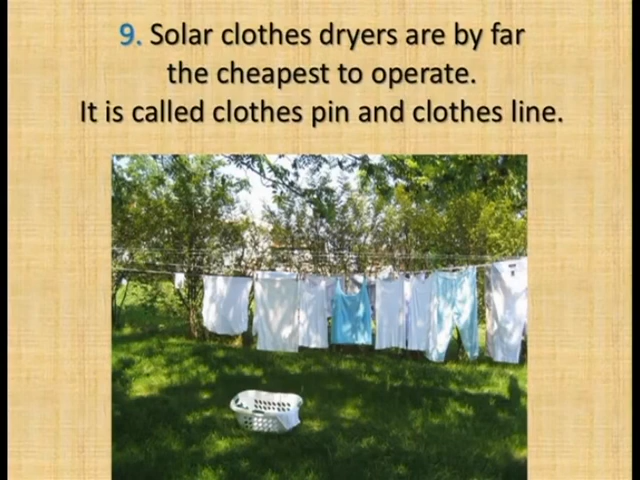 9. Solar clothes dryers are by far
the cheapest to operate.
It is called clothes pin and clothes line.